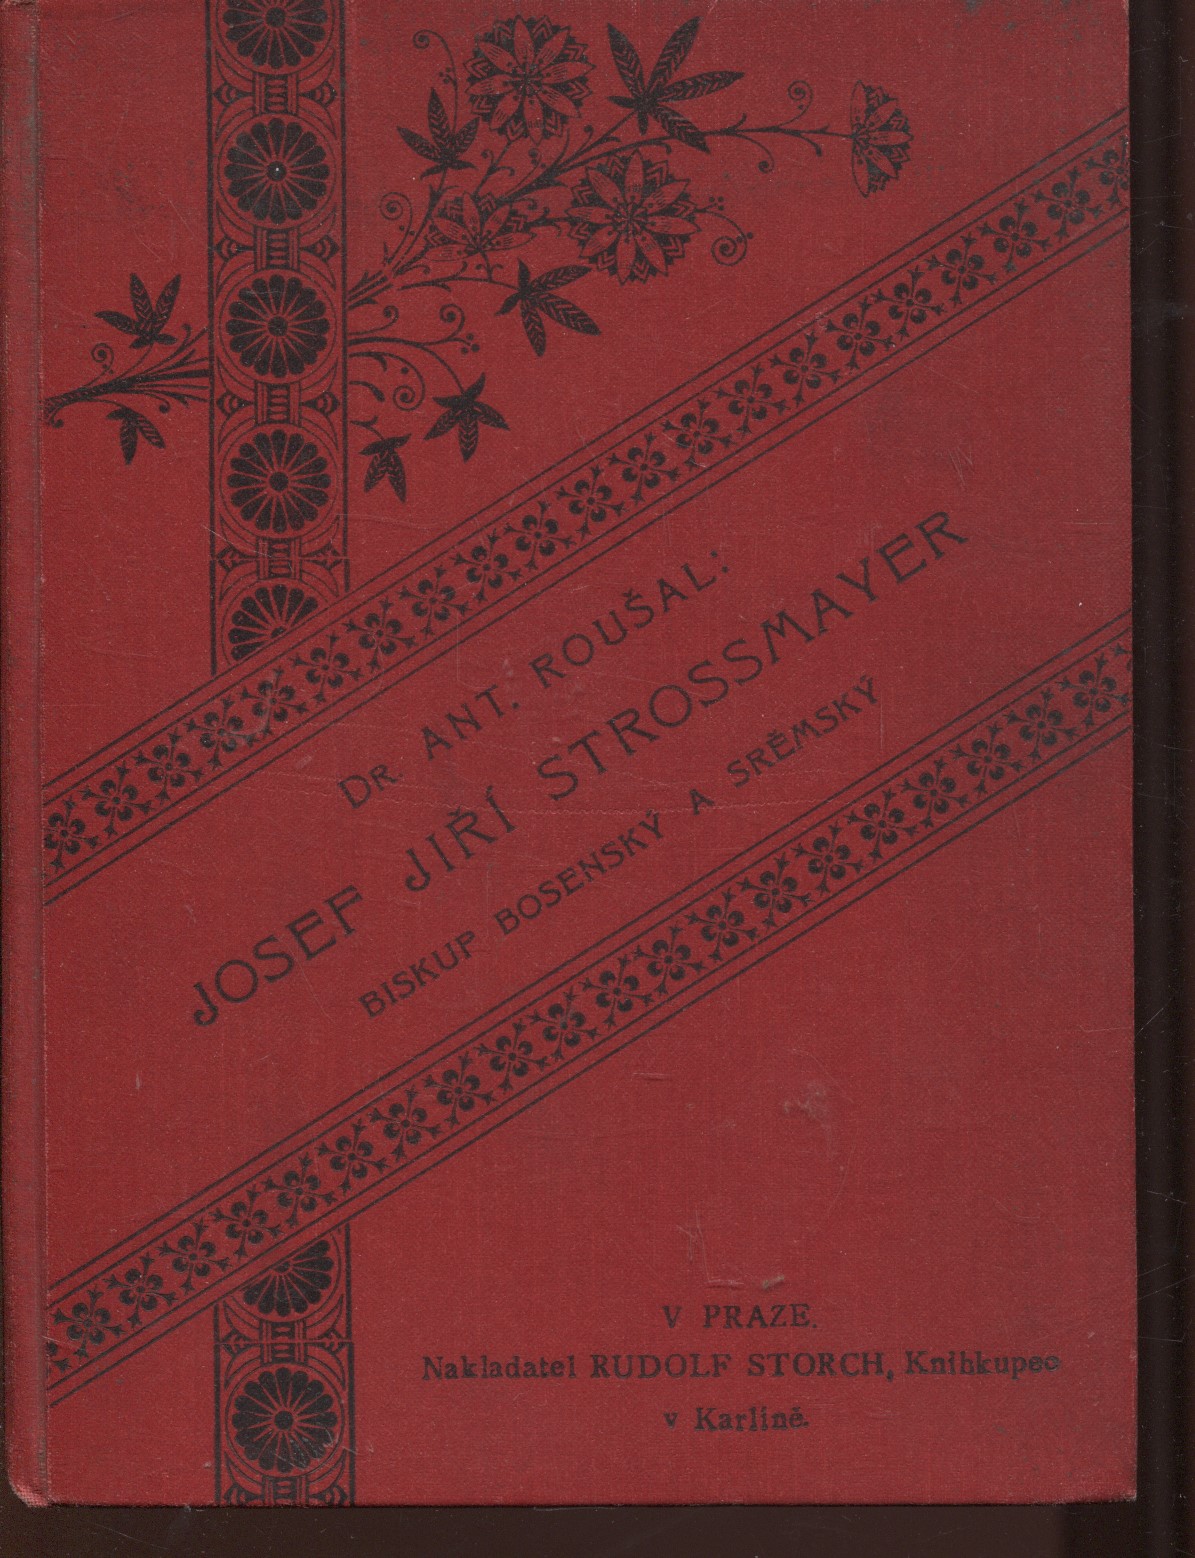 DR. ANT. ROUŠAL:
JOSEF JIŘÍ STROSSMAYER
BISKUP BOSENSKÝ A SRĚMSKÝ
V PRAZE.
Nakladatel RUDOLF STORCH, Knihkupec
v Karlíně.